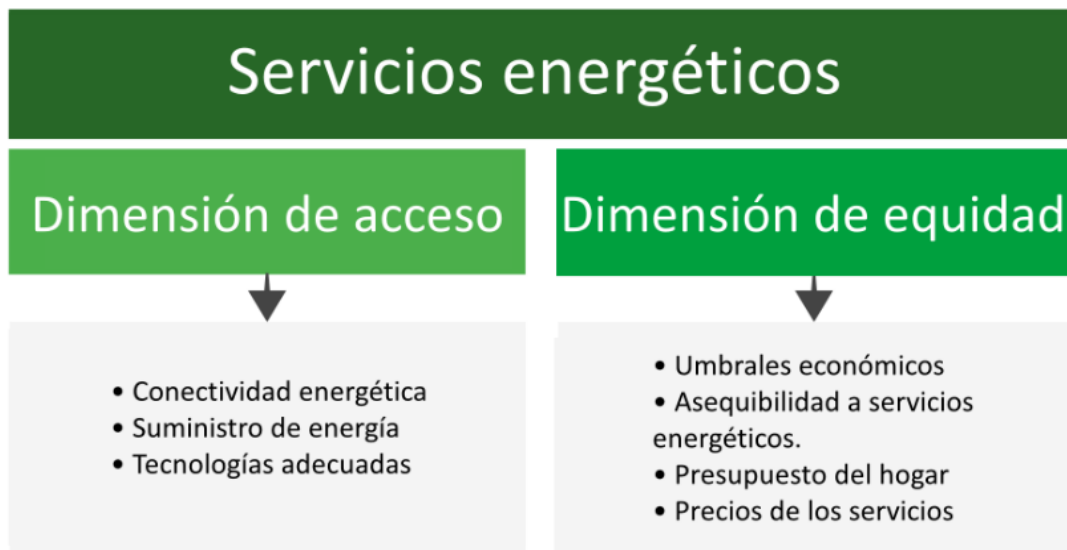 Servicios energéticos
Dimensión de acceso
• Conectividad energética
• Suministro de energía
• Tecnologías adecuadas
Dimensión de equidad
• Umbrales económicos
• Asequibilidad a servicios
energéticos.
• Presupuesto del hogar
• Precios de los servicios